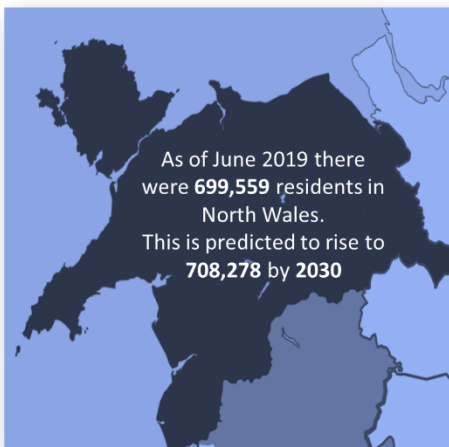 As of June 2019 there
were 699,559 residents in
North Wales.
This is predicted to rise to
708,278 by 2030